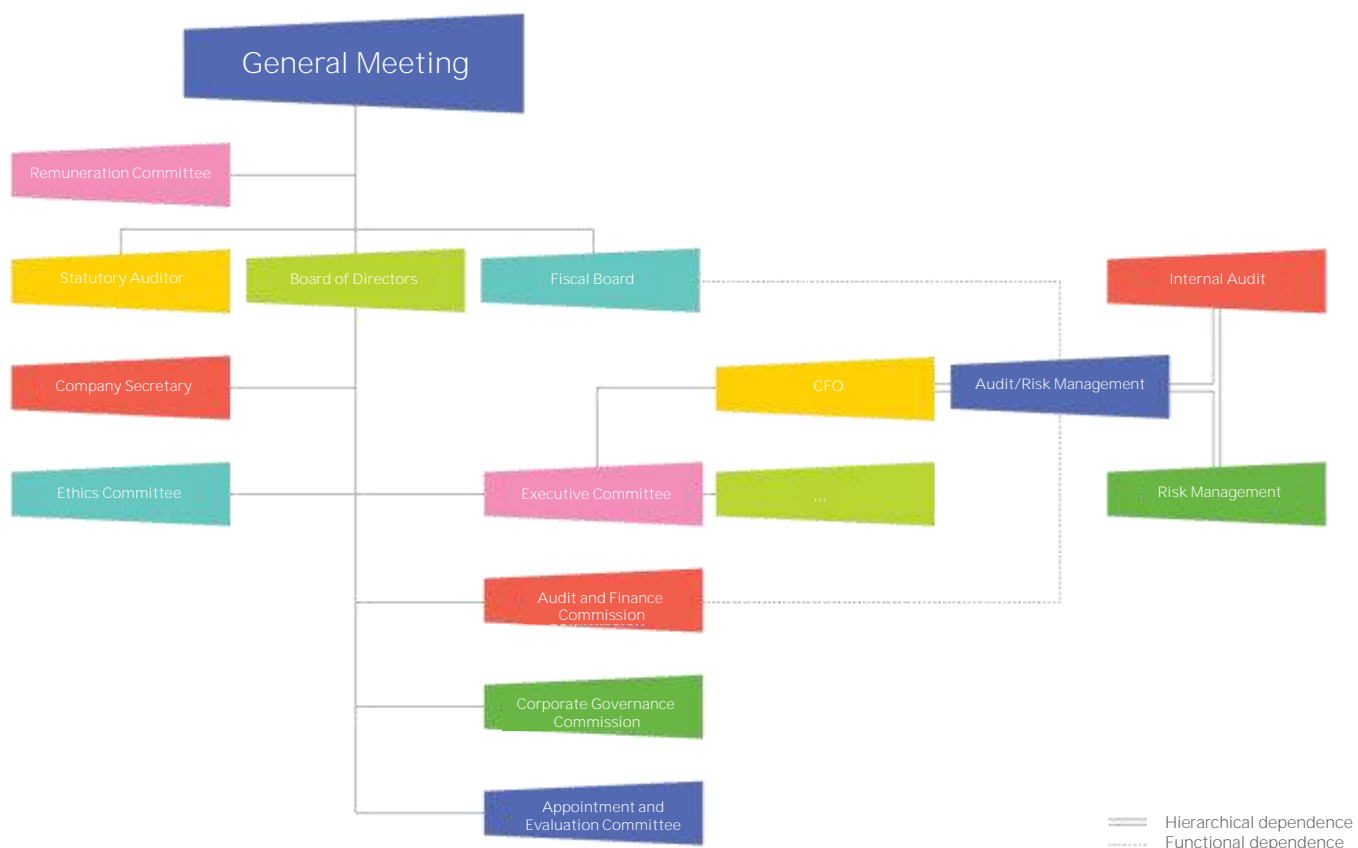 General Meeting
Remuneration Committee
Statutory Auditor
Board of Directors
Fiscal Board
Internal Audit
Company Secretary
CFO
Audit/Risk Management
Ethics Committee
Executive Committee
...
Risk Management
Audit and Finance
Commission
Corporate Governance
Commission
Appointment and
Evaluation Committee
Hierarchical dependence
Functional dependence